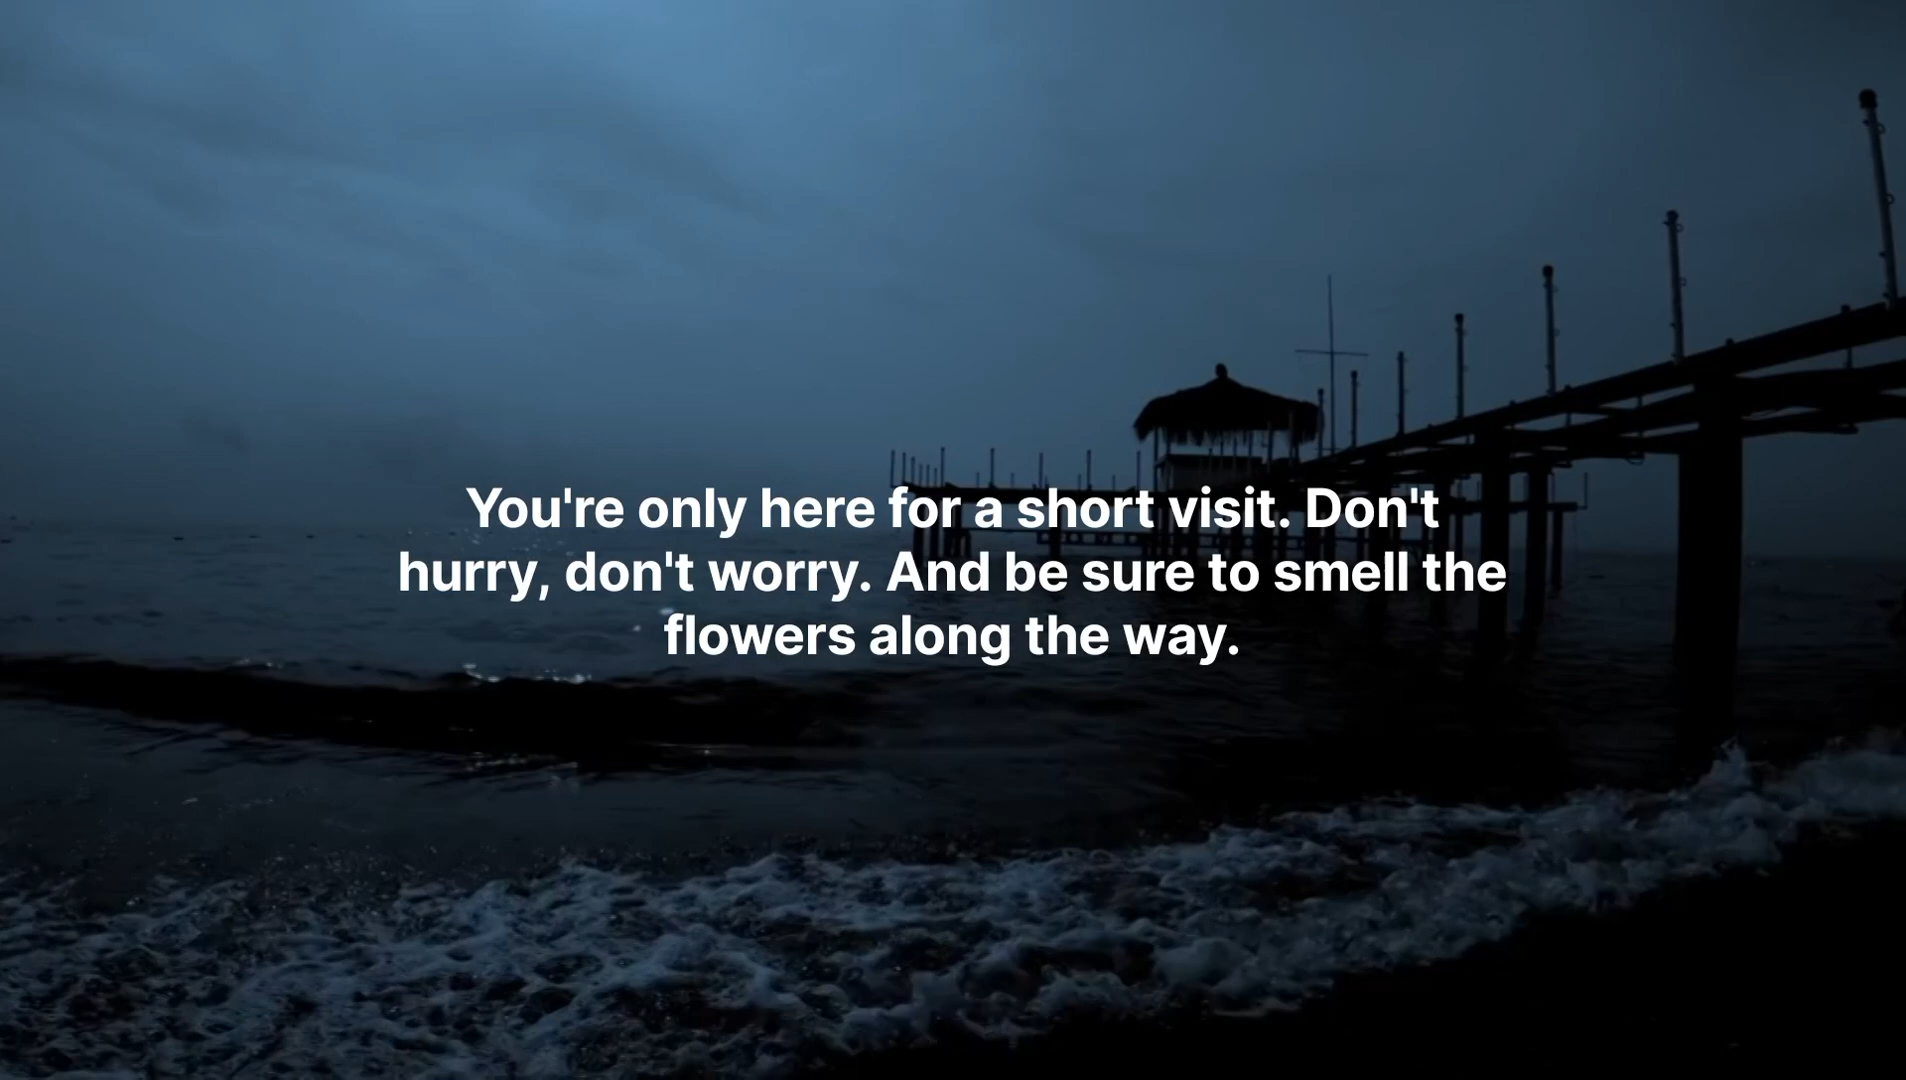 You're only here for a short visit. Don't
hurry, don't worry. And be sure to smell the
flowers along the way.